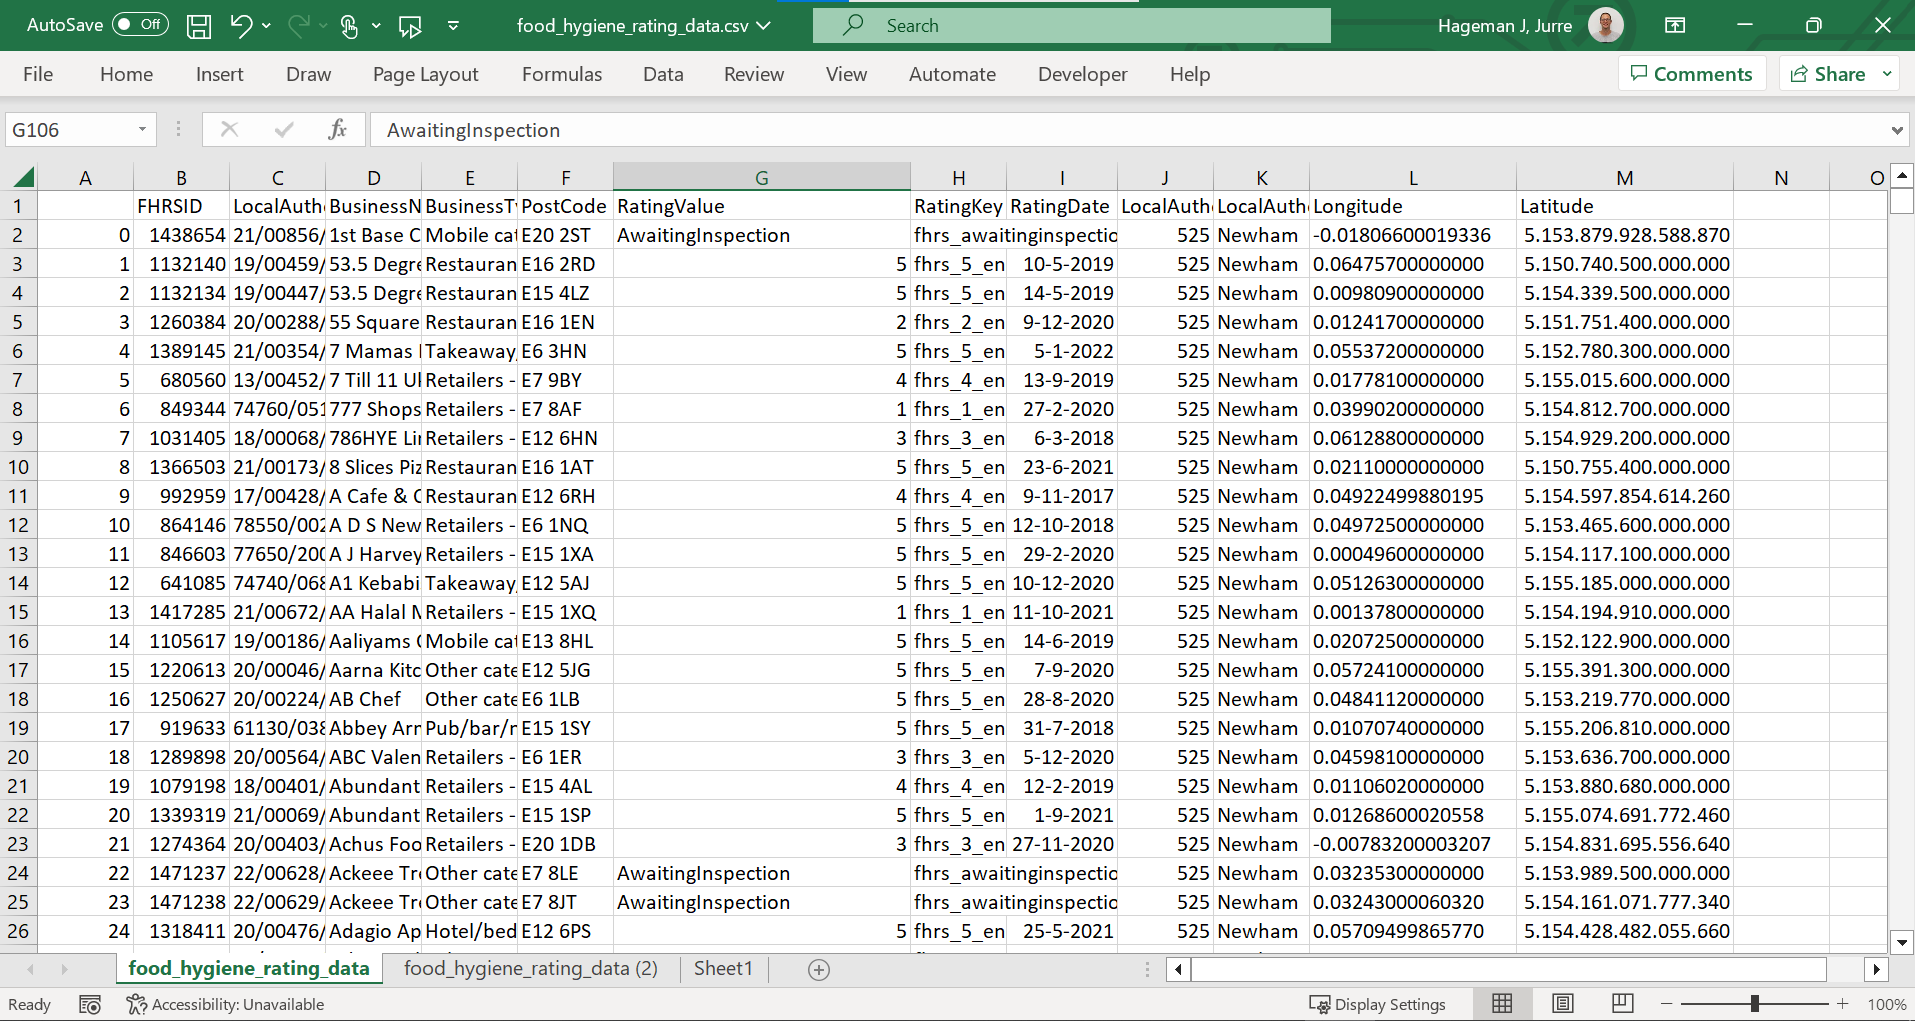 AutoSave Off food_hygiene_rating_data.csv Search Hageman J, Jurre
File Home Insert Draw Page Layout Formulas Data Review View Automate Developer Help Comments Share
G106 fx AwaitingInspection
A B C D E F G H I J K L M N O
1 FHRSID LocalAuth BusinessN BusinessT PostCode RatingValue RatingKey RatingDate LocalAuth LocalAuth Longitude Latitude
2 0 1438654 21/00856/ 1st Base C Mobile cat E20 2ST AwaitingInspection fhrs_awaitinginspectio 525 Newham -0.01806600019336 5.153.879.928.588.870
3 1 1132140 19/00459/ 53.5 Degre Restauran E16 2RD 5 fhrs_5_en 10-5-2019 525 Newham 0.06475700000000 5.150.740.500.000.000
4 2 1132134 19/00447/ 53.5 Degre Restauran E15 4LZ 5 fhrs_5_en 14-5-2019 525 Newham 0.00980900000000 5.154.339.500.000.000
5 3 1260384 20/00288/ 55 Square Restauran E16 1EN 2 fhrs_2_en 9-12-2020 525 Newham 0.01241700000000 5.151.751.400.000.000
6 4 1389145 21/00354/ 7 Mamas Takeaway, E6 3HN 5 fhrs_5_en 5-1-2022 525 Newham 0.05537200000000 5.152.780.300.000.000
7 5 680560 13/00452/ 7 Till 11 Ul Retailers - E7 9BY 4 fhrs_4_en 13-9-2019 525 Newham 0.01778100000000 5.155.015.600.000.000
8 6 849344 74760/051 777 Shops Retailers - E7 8AF 1 fhrs_1_en 27-2-2020 525 Newham 0.03990200000000 5.154.812.700.000.000
9 7 1031405 18/00068/ 786HYE Lin Retailers - E12 6HN 3 fhrs_3_en 6-3-2018 525 Newham 0.06128800000000 5.154.929.200.000.000
10 8 1366503 21/00173/ 8 Slices Piz Restauran E16 1AT 5 fhrs_5_en 23-6-2021 525 Newham 0.02110000000000 5.150.755.400.000.000
11 9 992959 17/00428/ A Cafe & C Restauran E12 6RH 4 fhrs_4_en 9-11-2017 525 Newham 0.04922499880195 5.154.597.854.614.260
12 10 864146 78550/002 A D S New Retailers - E6 1NQ 5 fhrs_5_en 12-10-2018 525 Newham 0.04972500000000 5.153.465.600.000.000
13 11 846603 77650/200 A J Harvey Retailers - E15 1XA 5 fhrs_5_en 29-2-2020 525 Newham 0.00049600000000 5.154.117.100.000.000
14 12 641085 74740/068 A1 Kebabi Takeaway, E12 5AJ 5 fhrs_5_en 10-12-2020 525 Newham 0.05126300000000 5.155.185.000.000.000
15 13 1417285 21/00672/ AA Halal M Retailers - E15 1XQ 1 fhrs_1_en 11-10-2021 525 Newham 0.00137800000000 5.154.194.910.000.000
16 14 1105617 19/00186/ Aaliyams C Mobile cat E13 8HL 5 fhrs_5_en 14-6-2019 525 Newham 0.02072500000000 5.152.122.900.000.000
17 15 1220613 20/00046/ Aarna Kitc Other cate E12 5JG 5 fhrs_5_en 7-9-2020 525 Newham 0.05724100000000 5.155.391.300.000.000
18 16 1250627 20/00224/ AB Chef Other cate E6 1LB 5 fhrs_5_en 28-8-2020 525 Newham 0.04841120000000 5.153.219.770.000.000
19 17 919633 61130/038 Abbey Arr Pub/bar/r E15 1SY 5 fhrs_5_en 31-7-2018 525 Newham 0.01070740000000 5.155.206.810.000.000
20 18 1289898 20/00564/ ABC Valen Retailers - E6 1ER 3 fhrs_3_en 5-12-2020 525 Newham 0.04598100000000 5.153.636.700.000.000
21 19 1079198 18/00401/ Abundant Retailers - E15 4AL 4 fhrs_4_en 12-2-2019 525 Newham 0.01106020000000 5.153.880.680.000.000
22 20 1339319 21/00069/ Abundant Retailers - E15 1SP 5 fhrs_5_en 1-9-2021 525 Newham 0.01268600020558 5.155.074.691.772.460
23 21 1274364 20/00403/ Achus Foo Retailers - E20 1DB 3 fhrs_3_en 27-11-2020 525 Newham -0.00783200003207 5.154.831.695.556.640
24 22 1471237 22/00628/ Ackeee Tr Other cate E7 8LE AwaitingInspection fhrs_awaitinginspectio 525 Newham 0.03235300000000 5.153.989.500.000.000
25 23 1471238 22/00629/ Ackeee Tr Other cate E7 8JT AwaitingInspection fhrs_awaitinginspectio 525 Newham 0.03243000060320 5.154.161.071.777.340
26 24 1318411 20/00476/ Adagio Ap Hotel/bed E12 6PS 5 fhrs_5_en 25-5-2021 525 Newham 0.05709499865770 5.154.428.482.055.660
food_hygiene_rating_data food_hygiene_rating_data (2) Sheet1
Ready Accessibility: Unavailable Display Settings 100%